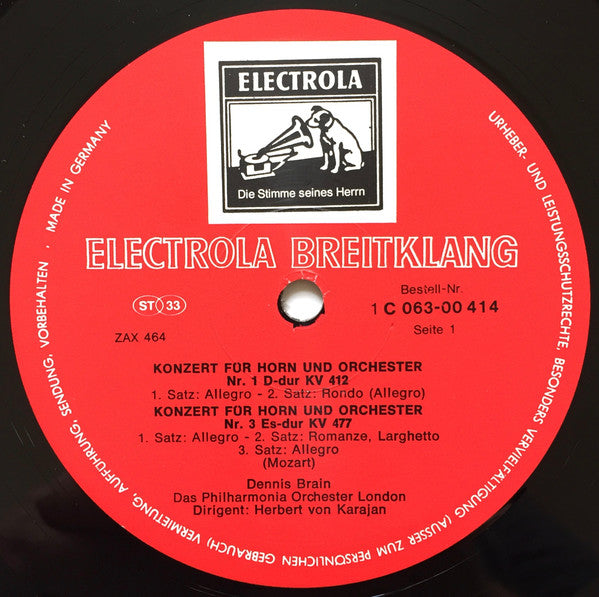 ELECTROLA
Die Stimme seines Herrn
ELECTROLA BREITKLANG
ST 33
Bestell-Nr.
1 C 063-00 414
ZAX 464
Seite 1
KONZERT FÜR HORN UND ORCHESTER
Nr. 1 D-dur KV 412
1. Satz: Allegro - 2. Satz: Rondo (Allegro)
KONZERT FÜR HORN UND ORCHESTER
Nr. 3 Es-dur KV 477
1. Satz: Allegro - 2. Satz: Romanze, Larghetto
3. Satz: Allegro
(Mozart)
Dennis Brain
Das Philharmonia Orchester London
Dirigent: Herbert von Karajan
URHEBER- UND LEISTUNGSSCHUTZRECHTE, BESONDERS VERVIELFÄLTIGUNG (AUSSER ZUM PERSÖNLICHEN GEBRAUCH) VERMIETUNG, AUFFÜHRUNG, SENDUNG, VORBEHALTEN · MADE IN GERMANY